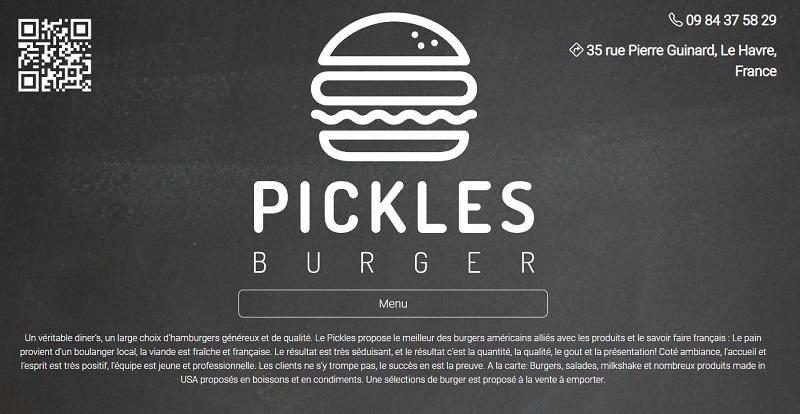 09 84 37 58 29
35 rue Pierre Guinard, Le Havre,
France
PICKLES
BURGER
Menu
Un véritable diner's, un large choix d'hamburgers généreux et de qualité. Le Pickles propose le meilleur des burgers américains alliés avec les produits et le savoir faire français : Le pain
provient d'un boulanger local, la viande est fraîche et française. Le résultat est très séduisant, et le résultat c'est la quantité, la qualité, le gout et la présentation! Coté ambiance, l'accueil et
l'esprit est très positif, l'équipe est jeune et professionnelle. Les clients ne s'y trompe pas, le succès en est la preuve. A la carte: Burgers, salades, milkshake et nombreux produits made in
USA proposés en boissons et en condiments. Une sélections de burger est proposé à la vente à emporter.